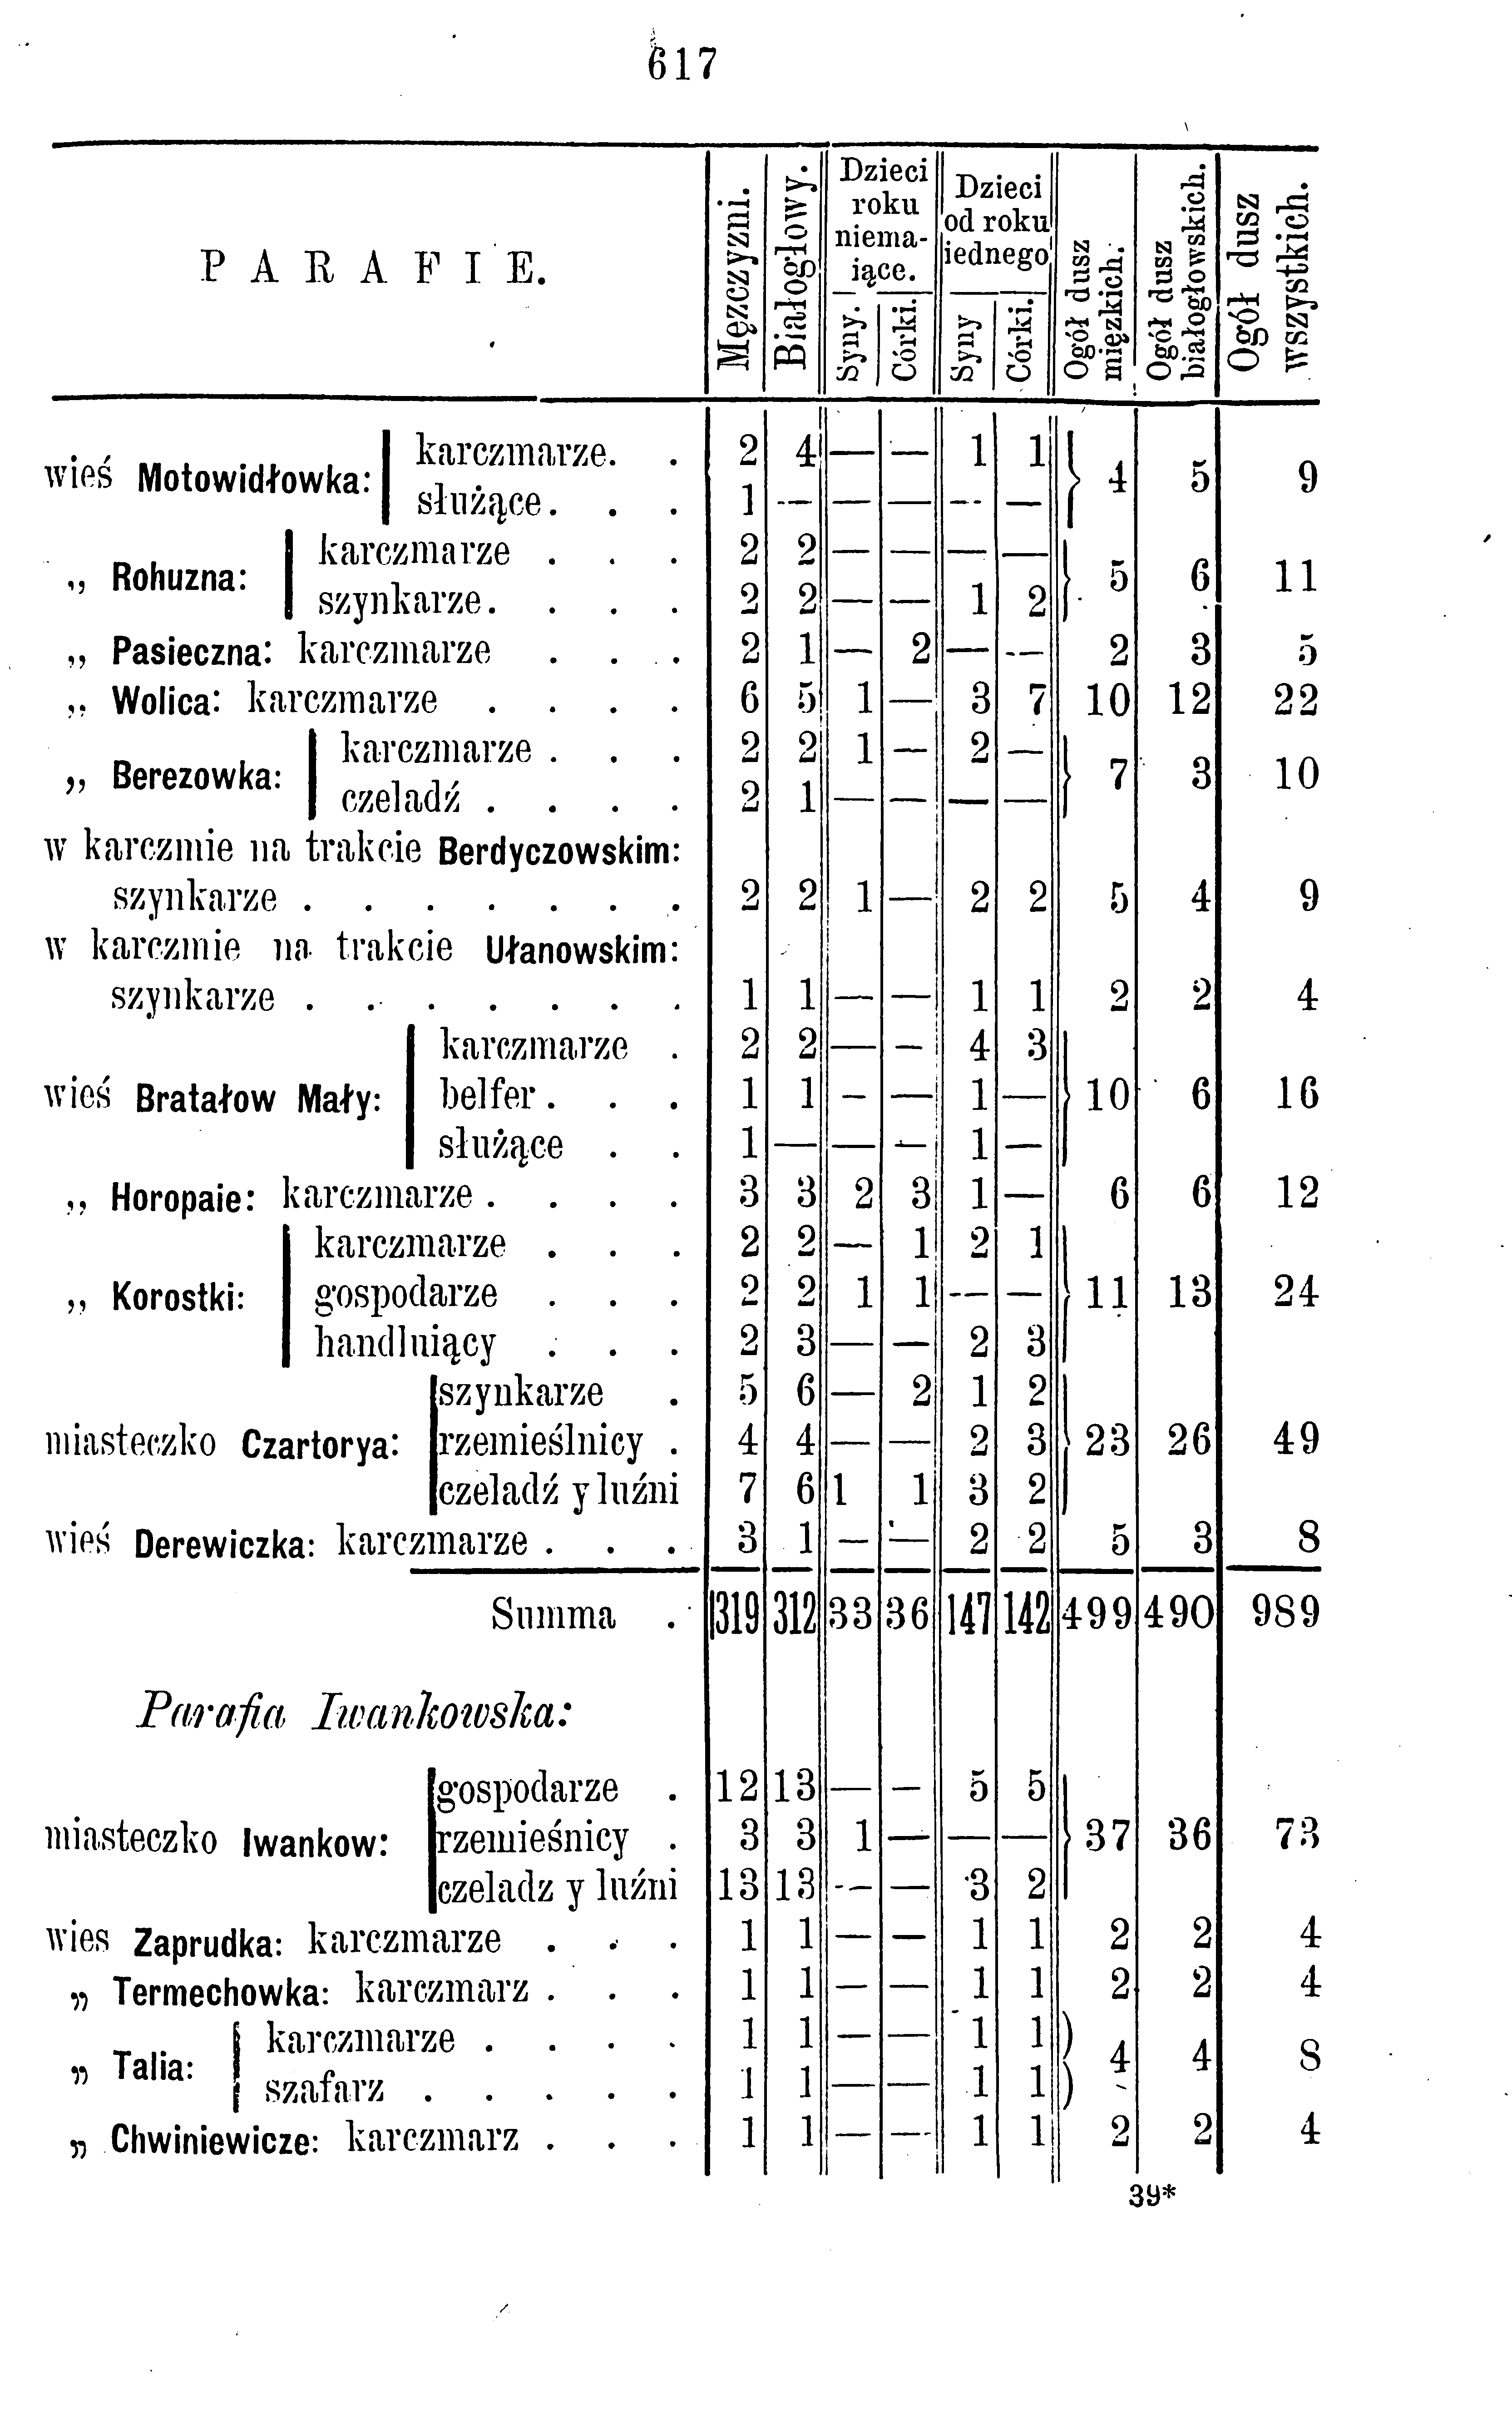 617
PARAFIE. Męzczyzni. Białogłowy. Dzieci roku niemaiące. Syny. Córki. Dzieci od roku iednego Syny Córki. Ogół dusz mięzkich. Ogół dusz białogłowskich. Ogół dusz wszystkich.
wieś Motowidłowka: karczmarze. . 2 4 — — 1 1 4 5 9
służące. . . 1 — — — — —
„ Rohuzna: karczmarze . . . 2 2 — — — — 5 6 11
szynkarze. . . . 2 2 — — 1 2
„ Pasieczna: karczmarze . . . 2 1 — 2 — — 2 3 5
„ Wolica: karczmarze . . . . 6 5 1 — 3 7 10 12 22
„ Berezowka: karczmarze . . . 2 2 1 — 2 — 7 3 10
czeladź . . . . 2 1 — — — —
w karczmie na trakcie Berdyczowskim:
szynkarze . . . . . . . 2 2 1 — 2 2 5 4 9
w karczmie na trakcie Ułanowskim:
szynkarze . . . . . . . 1 1 — — 1 1 2 2 4
karczmarze . 2 2 — — 4 3
wieś Bratałow Mały: belfer . . . 1 1 — — 1 — 10 6 16
służące . . 1 — — — 1 —
„ Horopaie: karczmarze . . . . 3 3 2 3 1 — 6 6 12
karczmarze . . . 2 2 — 1 2 1
„ Korostki: gospodarze . . . 2 2 1 1 — — 11 13 24
handluiący . . . 2 3 — — 2 3
szynkarze . 5 6 — 2 1 2
miasteczko Czartorya: rzemieślnicy . 4 4 — — 2 3 23 26 49
czeladź y luźni 7 6 1 1 3 2
wieś Derewiczka: karczmarze . . . 3 1 — — 2 2 5 3 8
Summa . 319 312 33 36 147 142 499 490 989
Parafia Iwankowska:
gospodarze . 12 13 — — 5 5
miasteczko Iwankow: rzemieśnicy . 3 3 1 — — — 37 36 73
czeladz y luźni 13 13 — — 3 2
wies Zaprudka: karczmarze . . . 1 1 — — 1 1 2 2 4
„ Termechowka: karczmarz . . . 1 1 — — 1 1 2 2 4
karczmarze . . . . 1 1 — — 1 1
„ Talia: 4 4 8
szafarz . . . . . 1 1 — — 1 1
„ Chwiniewicze: karczmarz . . . 1 1 — — 1 1 2 2 4
39*